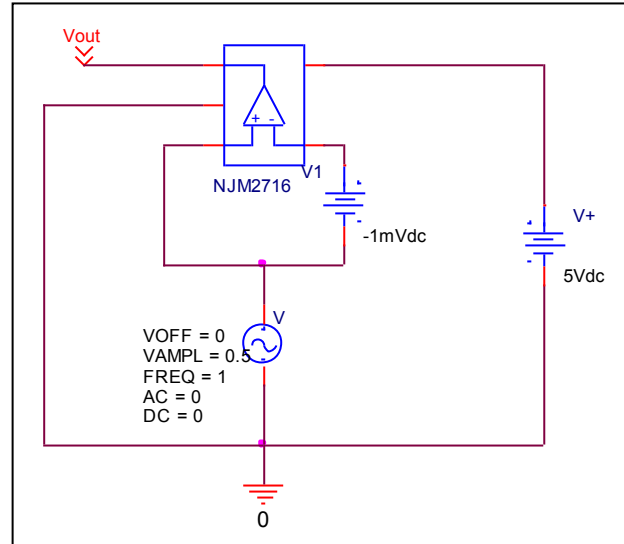 Vout
+ -
NJM2716
V1
-1mVdc
V+
5Vdc
V
VOFF = 0
VAMPL = 0.5
FREQ = 1
AC = 0
DC = 0
0